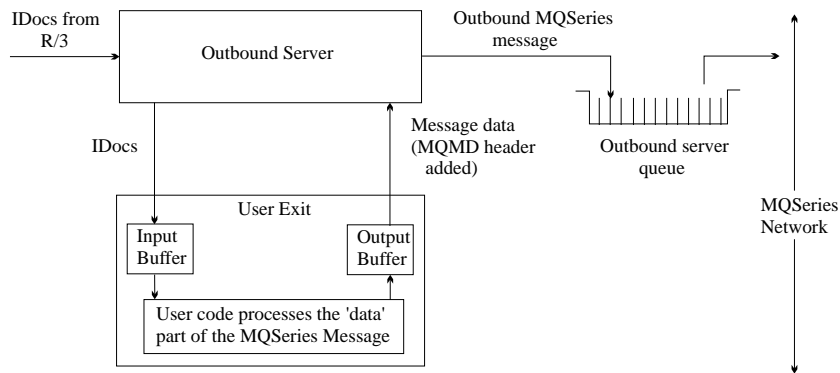 IDocs from
R/3
Outbound Server
Outbound MQSeries
message
IDocs
Message data
(MQMD header
added)
Outbound server
queue
MQSeries
Network
User Exit
Input
Buffer
Output
Buffer
User code processes the 'data'
part of the MQSeries Message